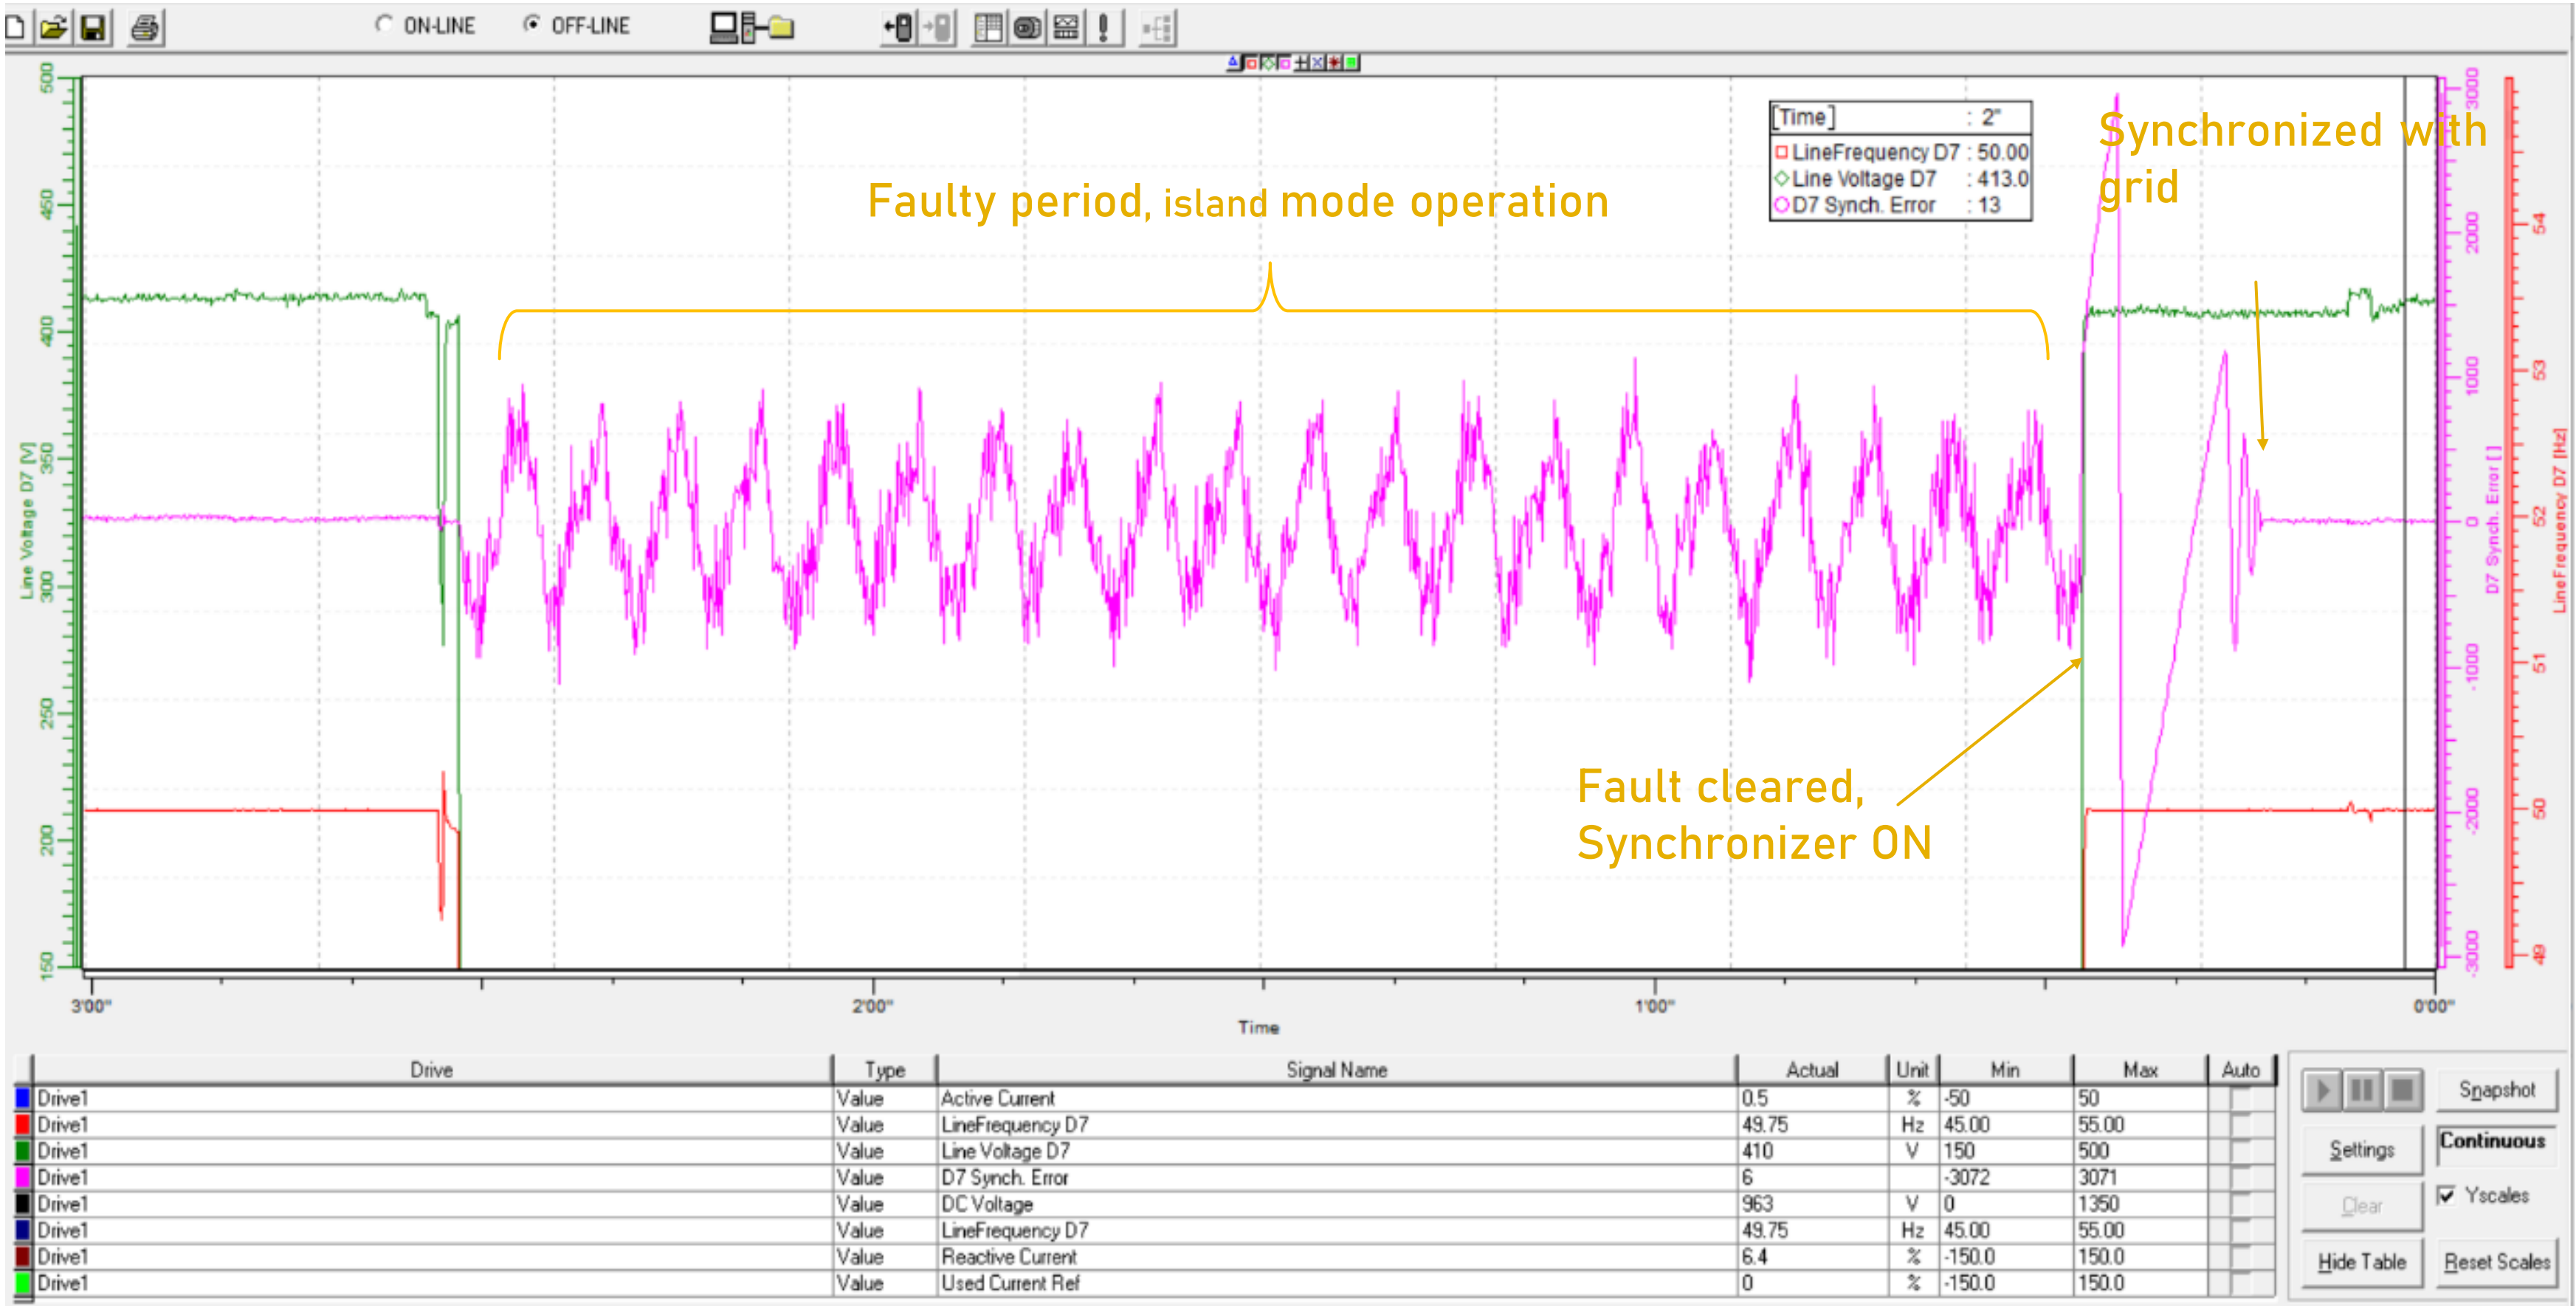 ON-LINE OFF-LINE
500
450
400
350
300
250
200
150
Line Voltage D7 [V]
[Time] : 2"
LineFrequency D7 : 50.00
Line Voltage D7 : 413.0
D7 Synch. Error : 13
Synchronized with
grid
Faulty period, island mode operation
Fault cleared,
Synchronizer ON
3000
2000
1000
0
-1000
-2000
-3000
D7 Synch. Error [ ]
54
53
52
51
50
49
LineFrequency D7 [Hz]
3'00" 2'00" 1'00" 0'00"
Time
Drive Type Signal Name Actual Unit Min Max Auto
Drive1 Value Active Current 0.5 % -50 50
Drive1 Value LineFrequency D7 49.75 Hz 45.00 55.00
Drive1 Value Line Voltage D7 410 V 150 500
Drive1 Value D7 Synch. Error 6 -3072 3071
Drive1 Value DC Voltage 963 V 0 1350
Drive1 Value LineFrequency D7 49.75 Hz 45.00 55.00
Drive1 Value Reactive Current 6.4 % -150.0 150.0
Drive1 Value Used Current Ref 0 % -150.0 150.0
Snapshot
Settings Continuous
Clear Yscales
Hide Table Reset Scales